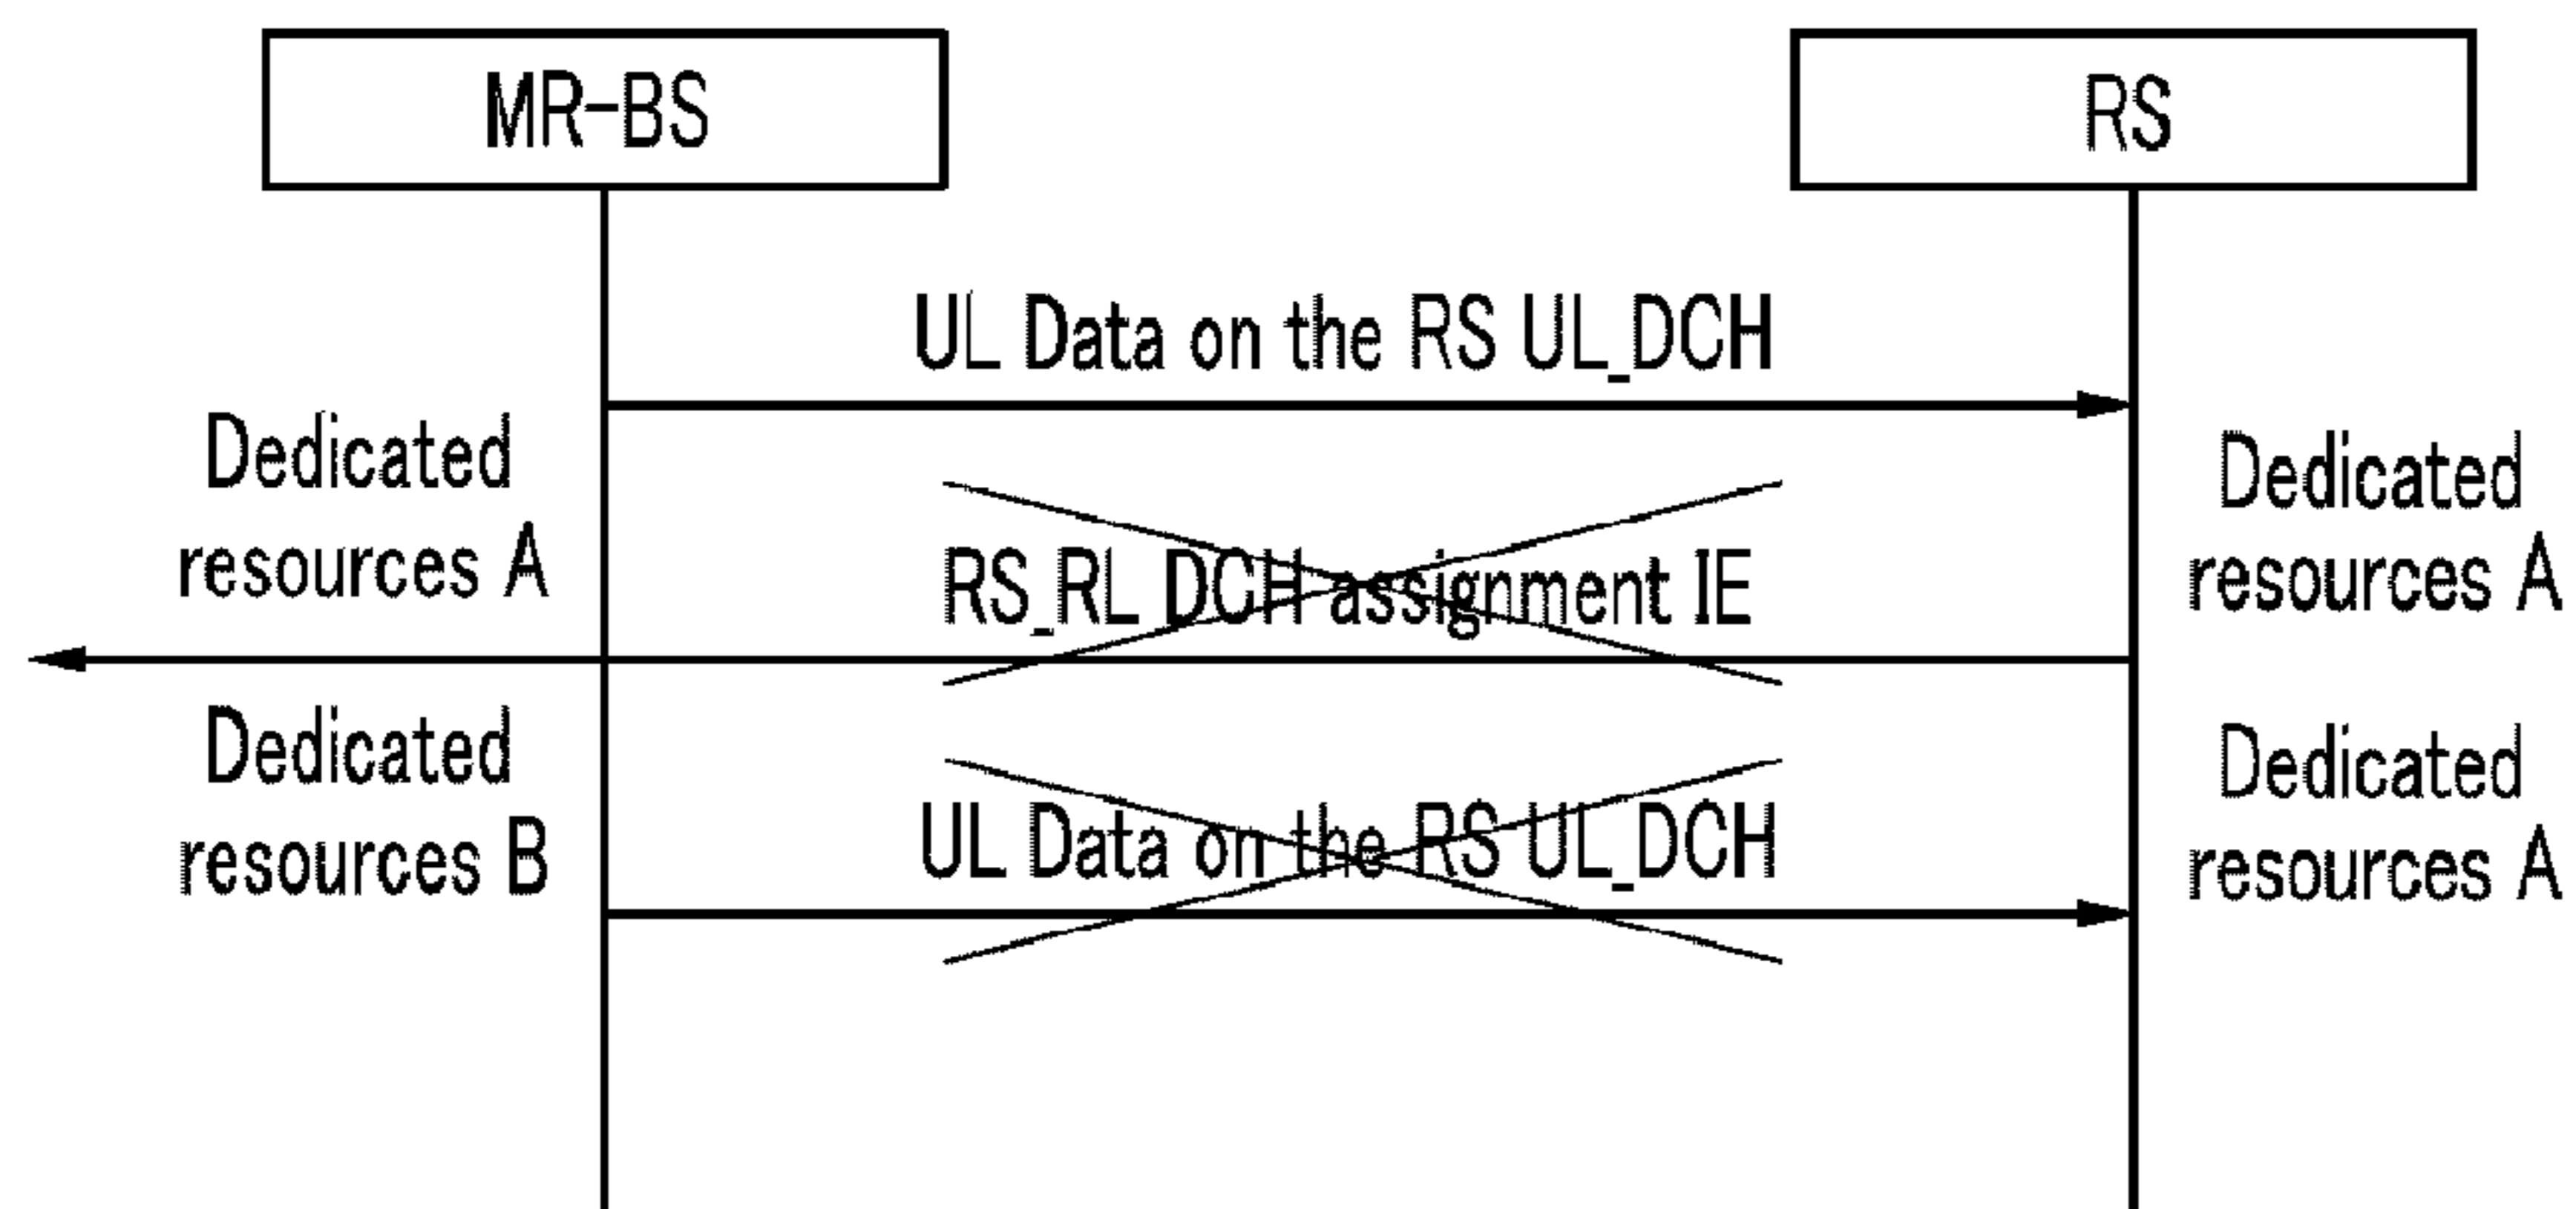 MR-BS
RS
UL Data on the RS UL_DCH
Dedicated
resources A
Dedicated
resources A
RS_RL DCH assignment IE
Dedicated
resources B
Dedicated
resources A
UL Data on the RS UL_DCH